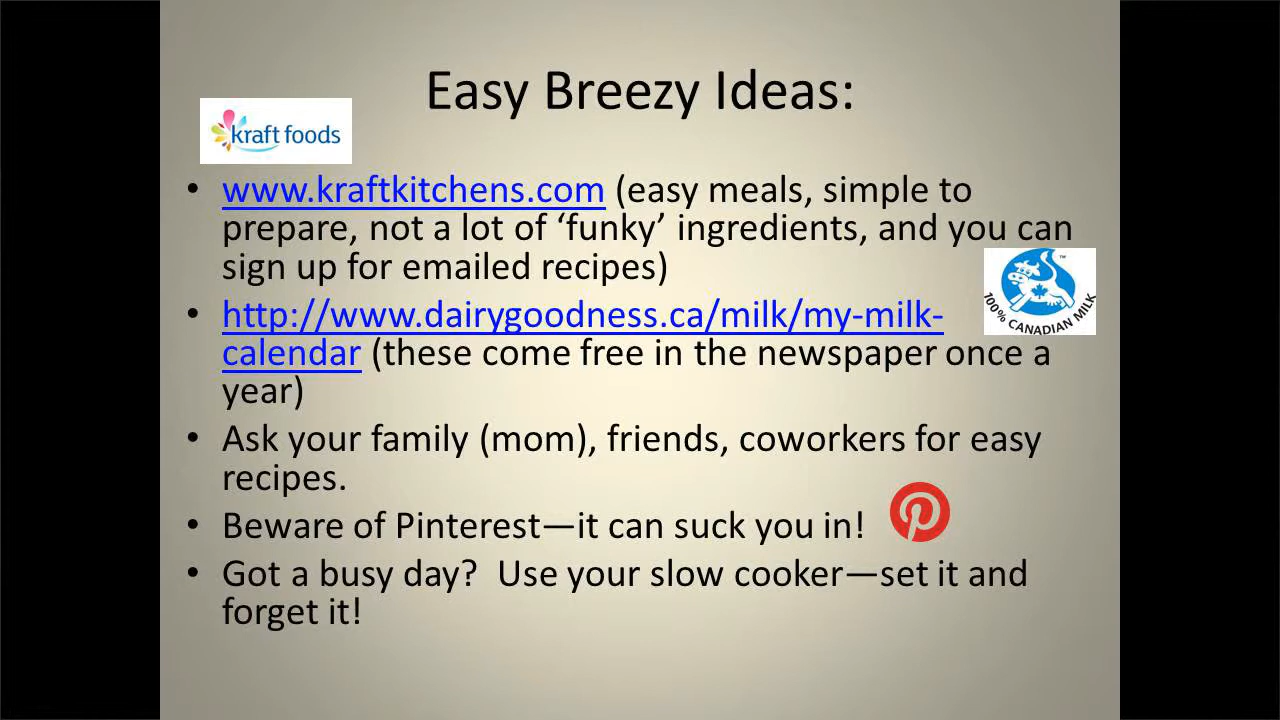 Easy Breezy Ideas:
kraft foods
• www.kraftkitchens.com (easy meals, simple to
prepare, not a lot of ‘funky’ ingredients, and you can
sign up for emailed recipes)
• http://www.dairygoodness.ca/milk/my-milk-
calendar (these come free in the newspaper once a
year)
TM
100% CANADIAN MILK
• Ask your family (mom), friends, coworkers for easy
recipes.
• Beware of Pinterest—it can suck you in!
• Got a busy day?  Use your slow cooker—set it and
forget it!